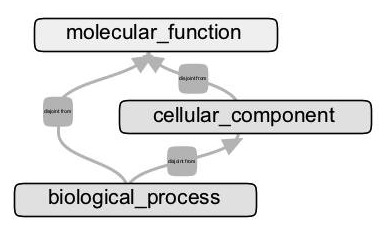 molecular_function
disjoint from
disjoint from
cellular_component
disjoint from
biological_process